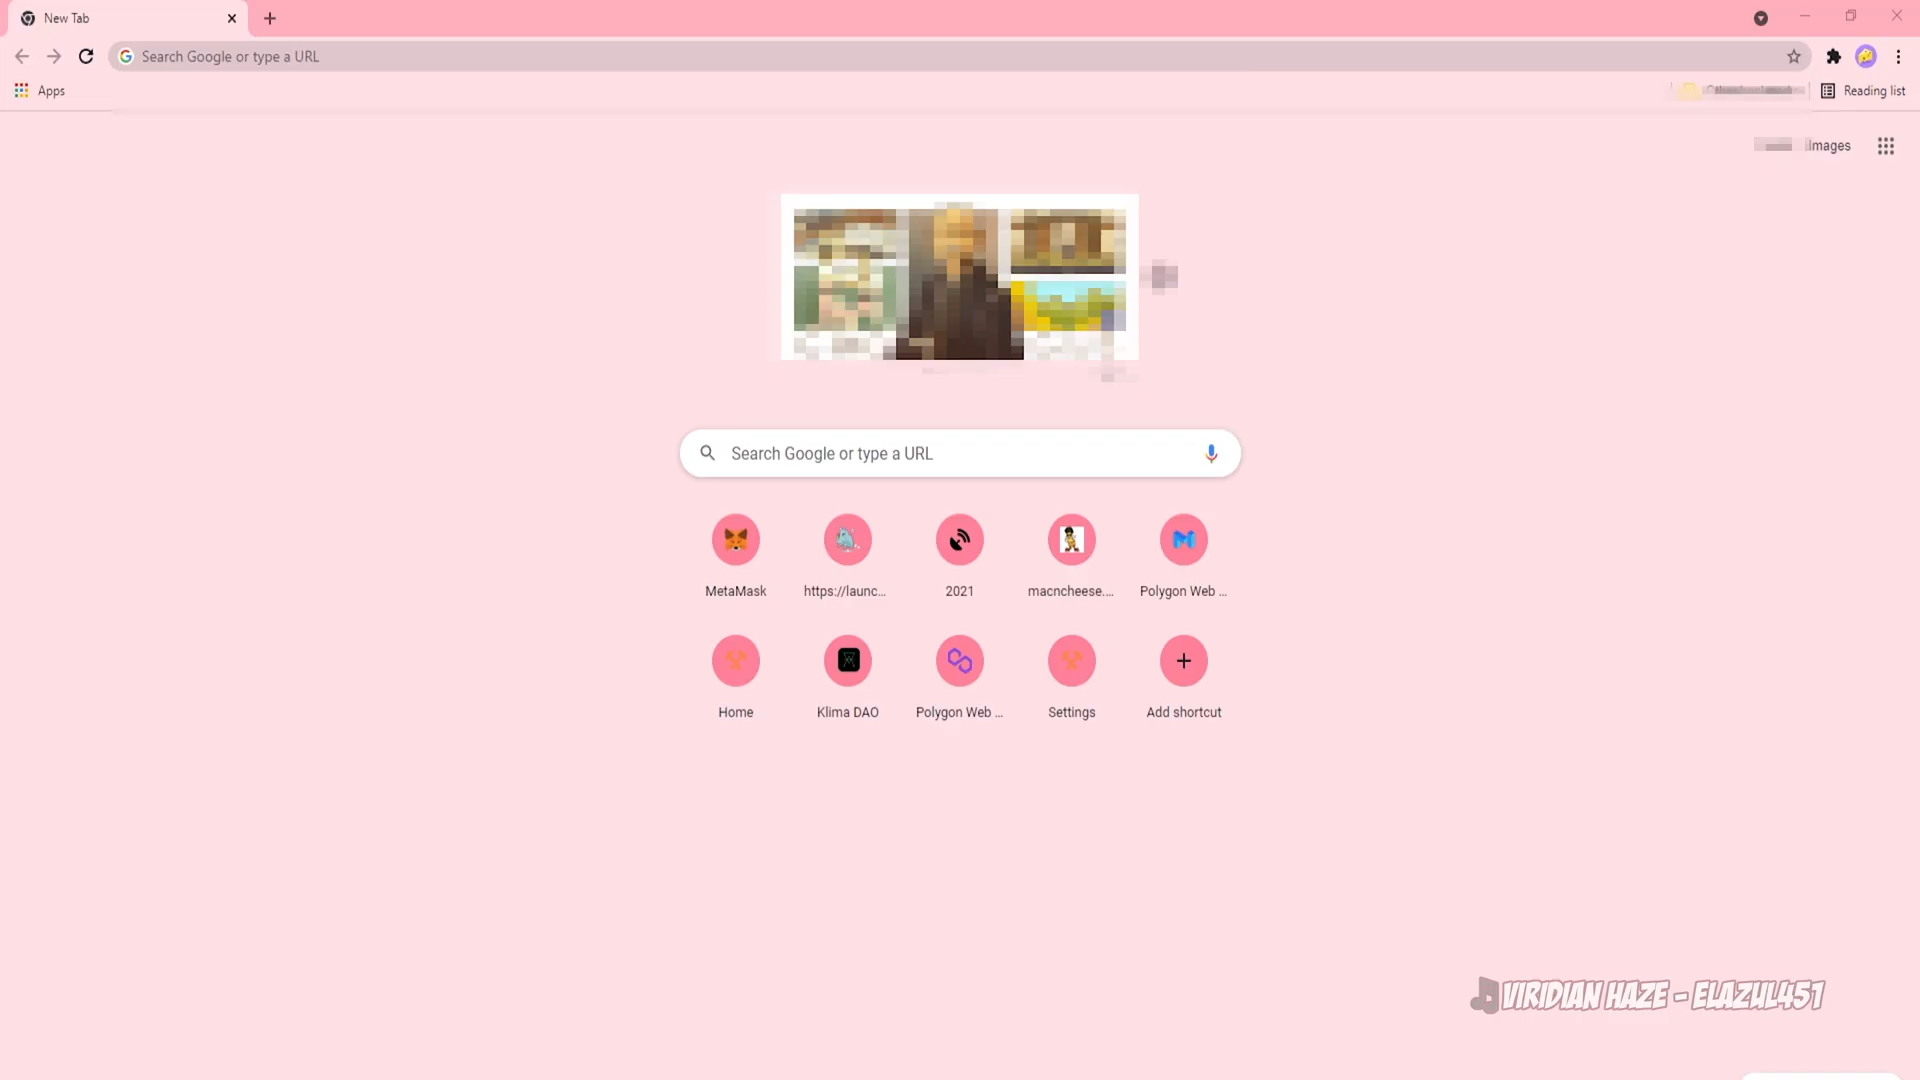 New Tab
Search Google or type a URL
Apps
Reading list
Images
Search Google or type a URL
MetaMask
https://launc...
2021
macncheese....
Polygon Web ...
Home
Klima DAO
Polygon Web ...
Settings
Add shortcut
VIRIDIAN HAZE - ELAZUL451